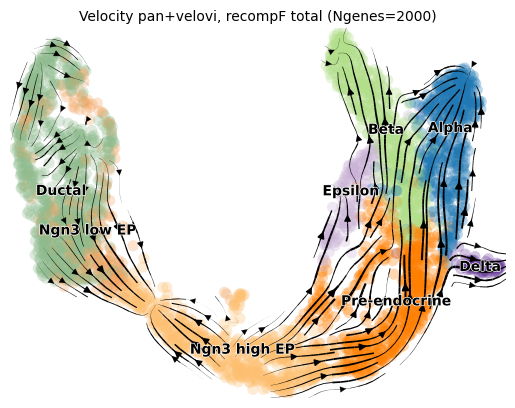 Velocity pan+velovi, recompF total (Ngenes=2000)
Beta
Alpha
Ductal
Epsilon
Ngn3 low EP
Delta
Pre-endocrine
Ngn3 high EP